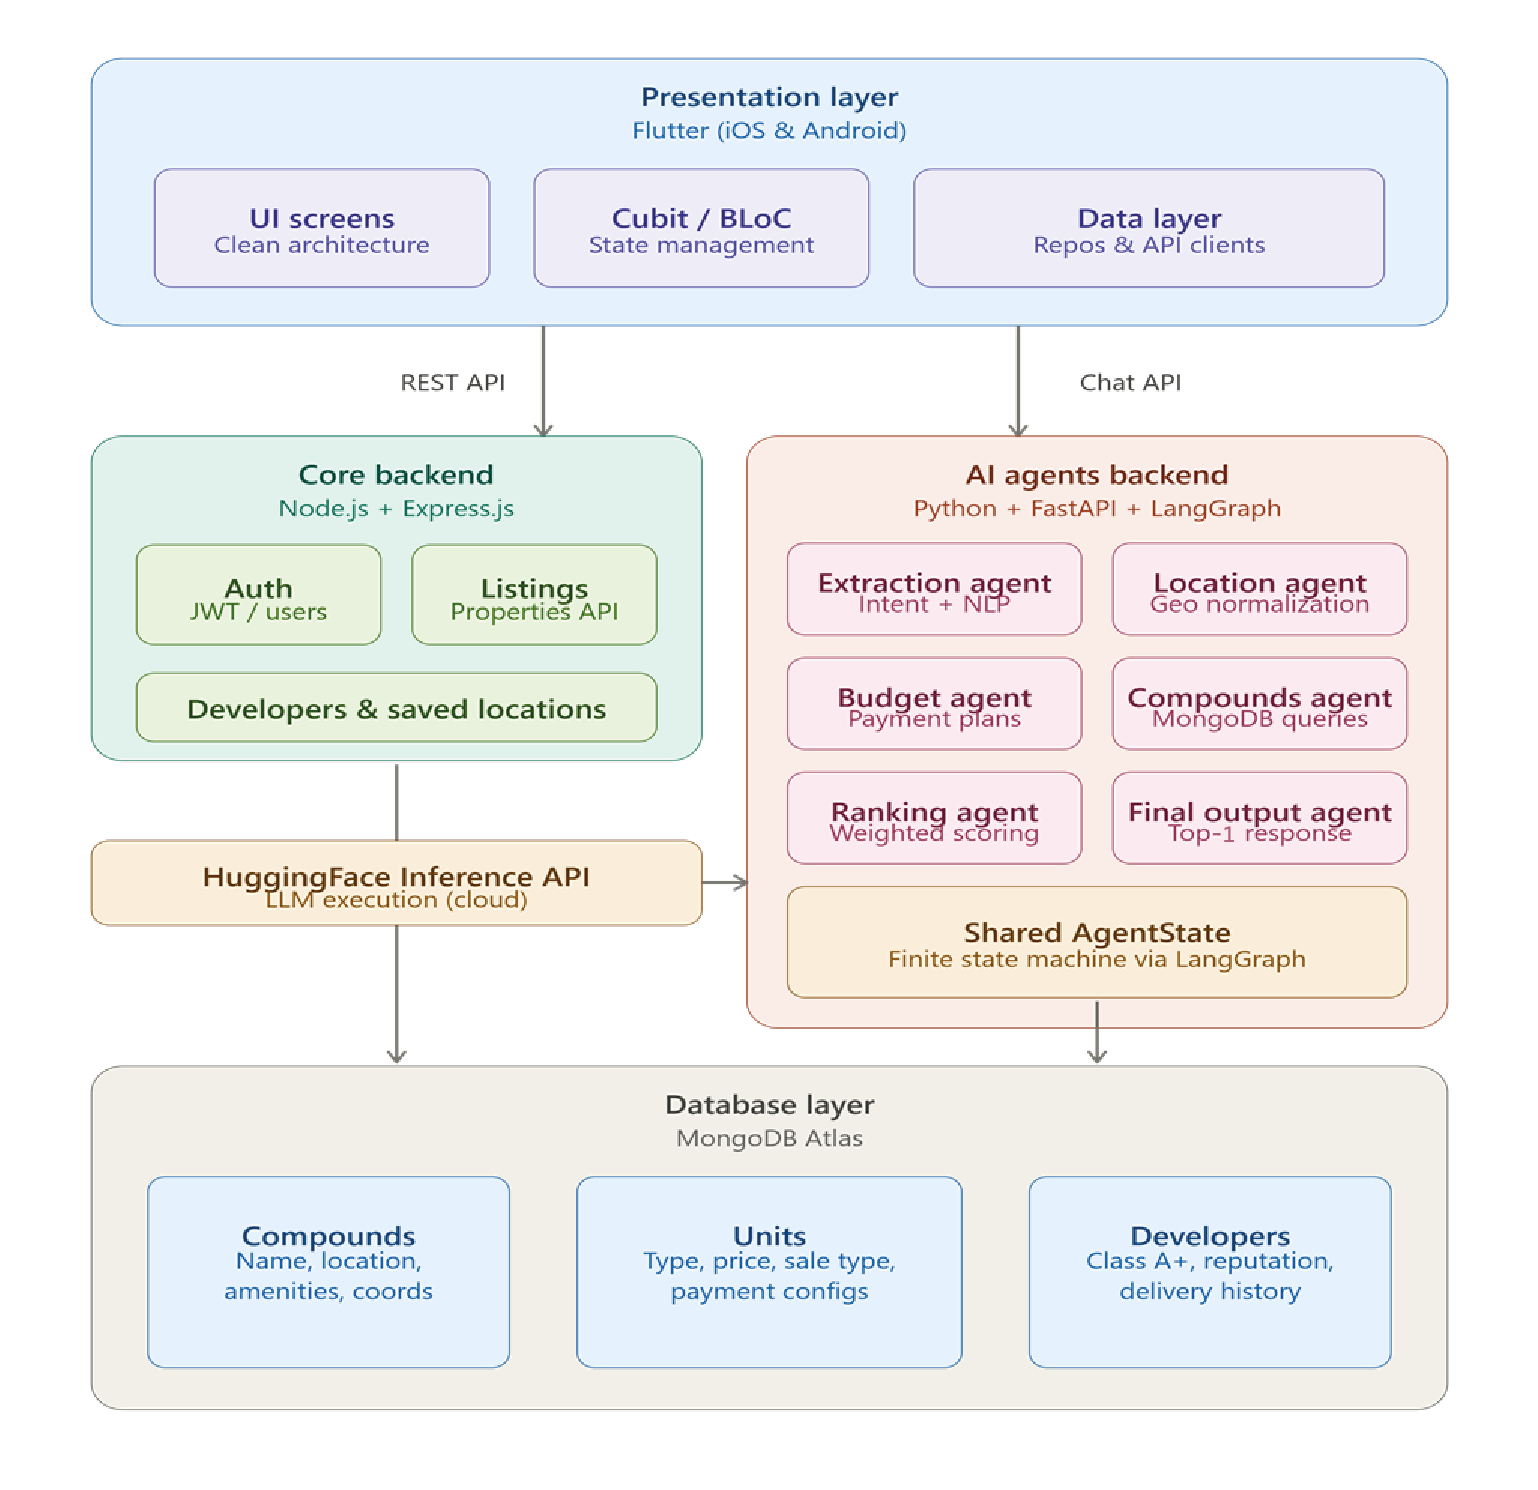 Presentation layer
Flutter (iOS & Android)
UI screens
Clean architecture
Cubit / BLoC
State management
Data layer
Repos & API clients
REST API
Chat API
Core backend
Node.js + Express.js
Auth
JWT / users
Listings
Properties API
Developers & saved locations
AI agents backend
Python + FastAPI + LangGraph
Extraction agent
Intent + NLP
Location agent
Geo normalization
Budget agent
Payment plans
Compounds agent
MongoDB queries
Ranking agent
Weighted scoring
Final output agent
Top-1 response
HuggingFace Inference API
LLM execution (cloud)
Shared AgentState
Finite state machine via LangGraph
Database layer
MongoDB Atlas
Compounds
Name, location,
amenities, coords
Units
Type, price, sale type,
payment configs
Developers
Class A+, reputation,
delivery history